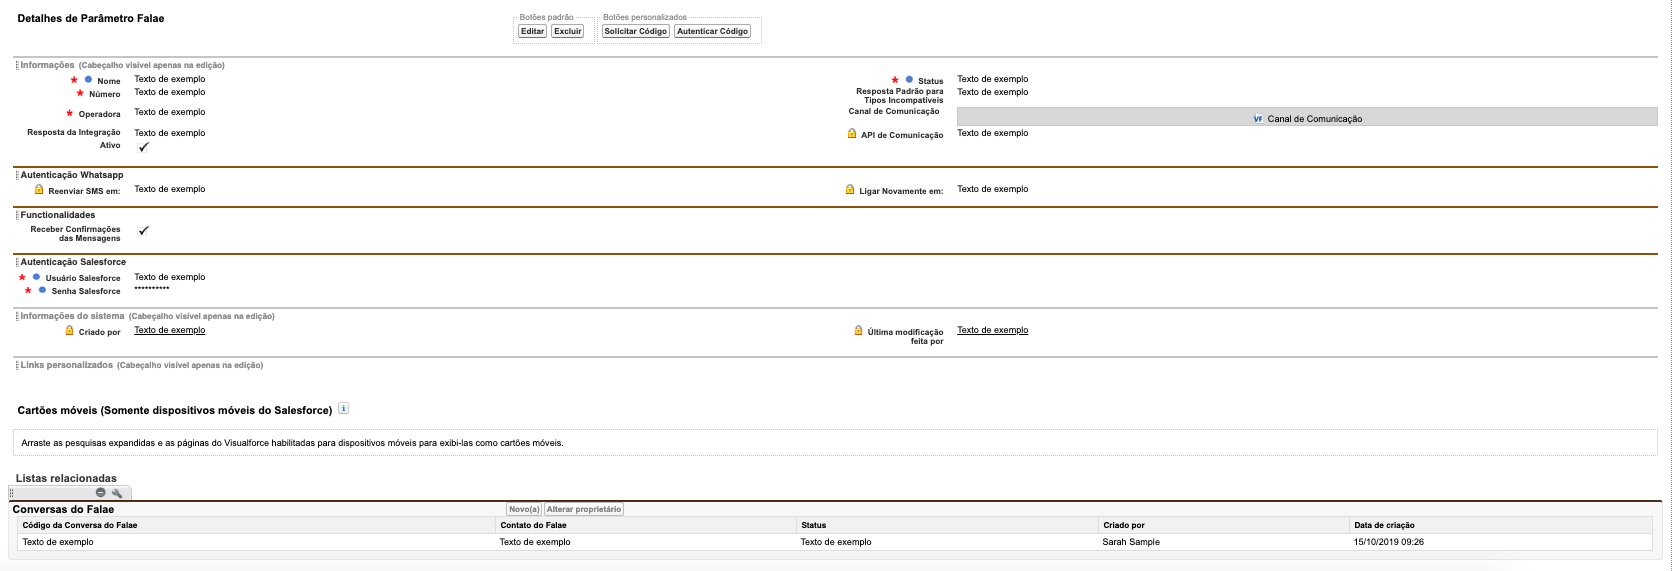 Detalhes de Parâmetro Falae
Botões padrão
Editar Excluir
Botões personalizados
Solicitar Código Autenticar Código
Informações (Cabeçalho visível apenas na edição)
* Nome Texto de exemplo
* Status Texto de exemplo
* Número Texto de exemplo
Resposta Padrão para
Tipos Incompatíveis Texto de exemplo
* Operadora Texto de exemplo
Canal de Comunicação VF Canal de Comunicação
Resposta da Integração Texto de exemplo
API de Comunicação Texto de exemplo
Ativo
Autenticação Whatsapp
Reenviar SMS em: Texto de exemplo
Ligar Novamente em: Texto de exemplo
Functionalidades
Receber Confirmações
das Mensagens
Autenticação Salesforce
* Usuário Salesforce Texto de exemplo
* Senha Salesforce **********
Informações do sistema (Cabeçalho visível apenas na edição)
Criado por Texto de exemplo
Última modificação
feita por Texto de exemplo
Links personalizados (Cabeçalho visível apenas na edição)
Cartões móveis (Somente dispositivos móveis do Salesforce) i
Arraste as pesquisas expandidas e as páginas do Visualforce habilitadas para dispositivos móveis para exibi-las como cartões móveis.
Listas relacionadas
Conversas do Falae Novo(a) Alterar proprietário
Código da Conversa do Falae Contato do Falae Status Criado por Data de criação
Texto de exemplo Texto de exemplo Texto de exemplo Sarah Sample 15/10/2019 09:26